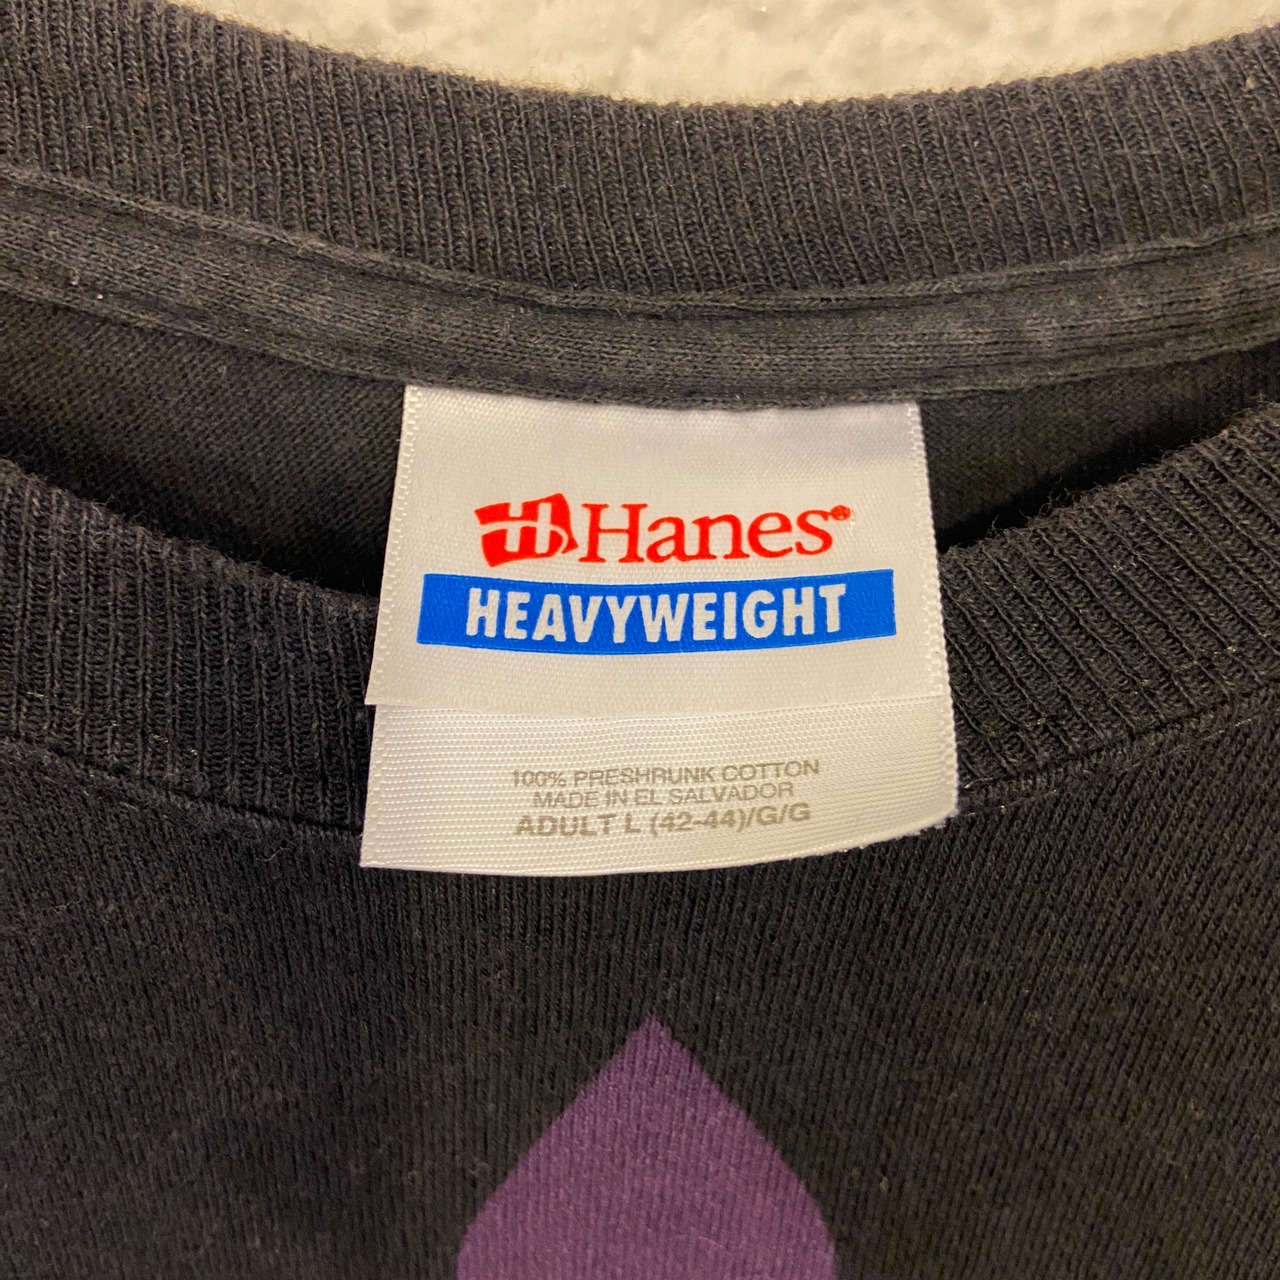 Hanes®
HEAVYWEIGHT
100% PRESHRUNK COTTON
MADE IN EL SALVADOR
ADULT L (42-44)/G/G